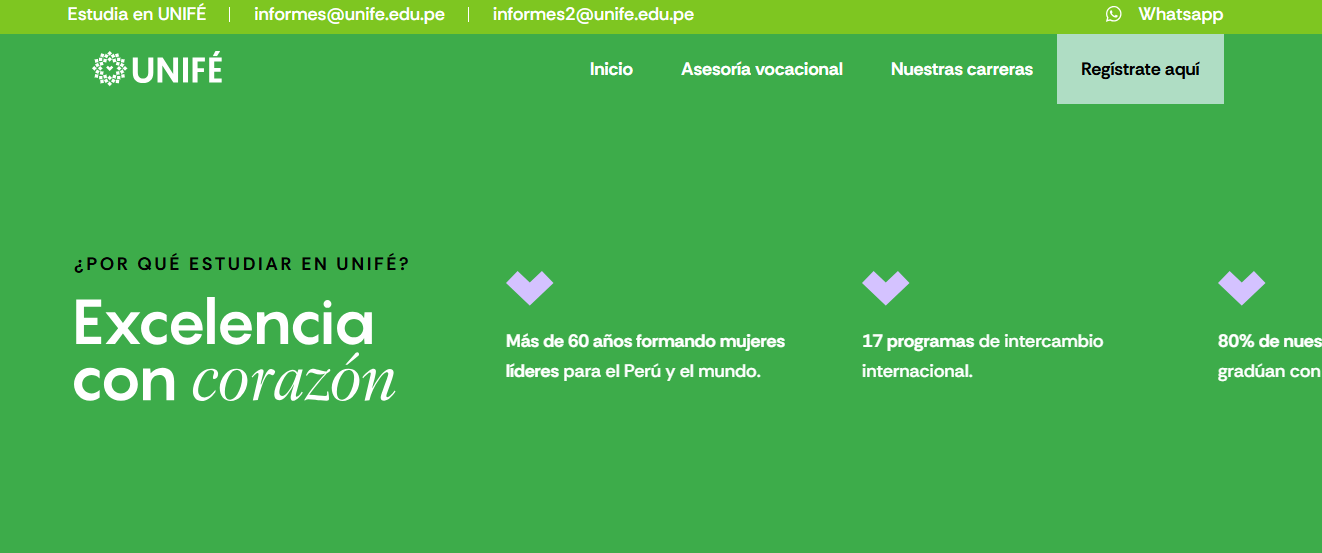 Estudia en UNIFÉ | informes@unife.edu.pe | informes2@unife.edu.pe Whatsapp
UNIFÉ Inicio Asesoría vocacional Nuestras carreras Regístrate aquí
¿POR QUÉ ESTUDIAR EN UNIFÉ?
Excelencia
con corazón
Más de 60 años formando mujeres
líderes para el Perú y el mundo.
17 programas de intercambio
internacional.
80% de
gradúan con